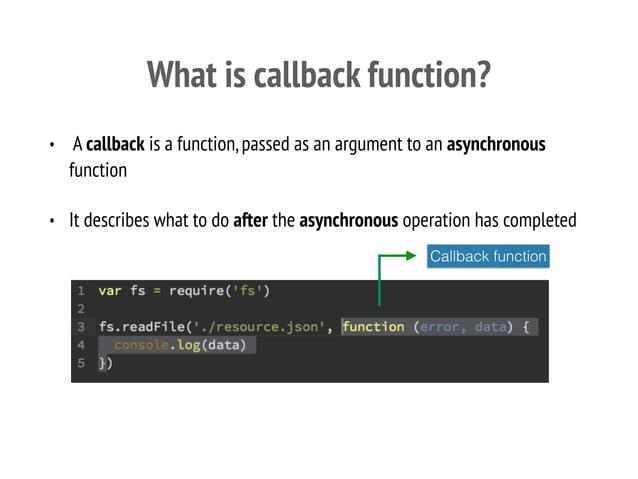 What is callback function?
• A callback is a function, passed as an argument to an asynchronous
function
• It describes what to do after the asynchronous operation has completed
Callback function
1 var fs = require('fs')
2
3 fs.readFile('./resource.json', function (error, data) {
4 console.log(data)
5 })